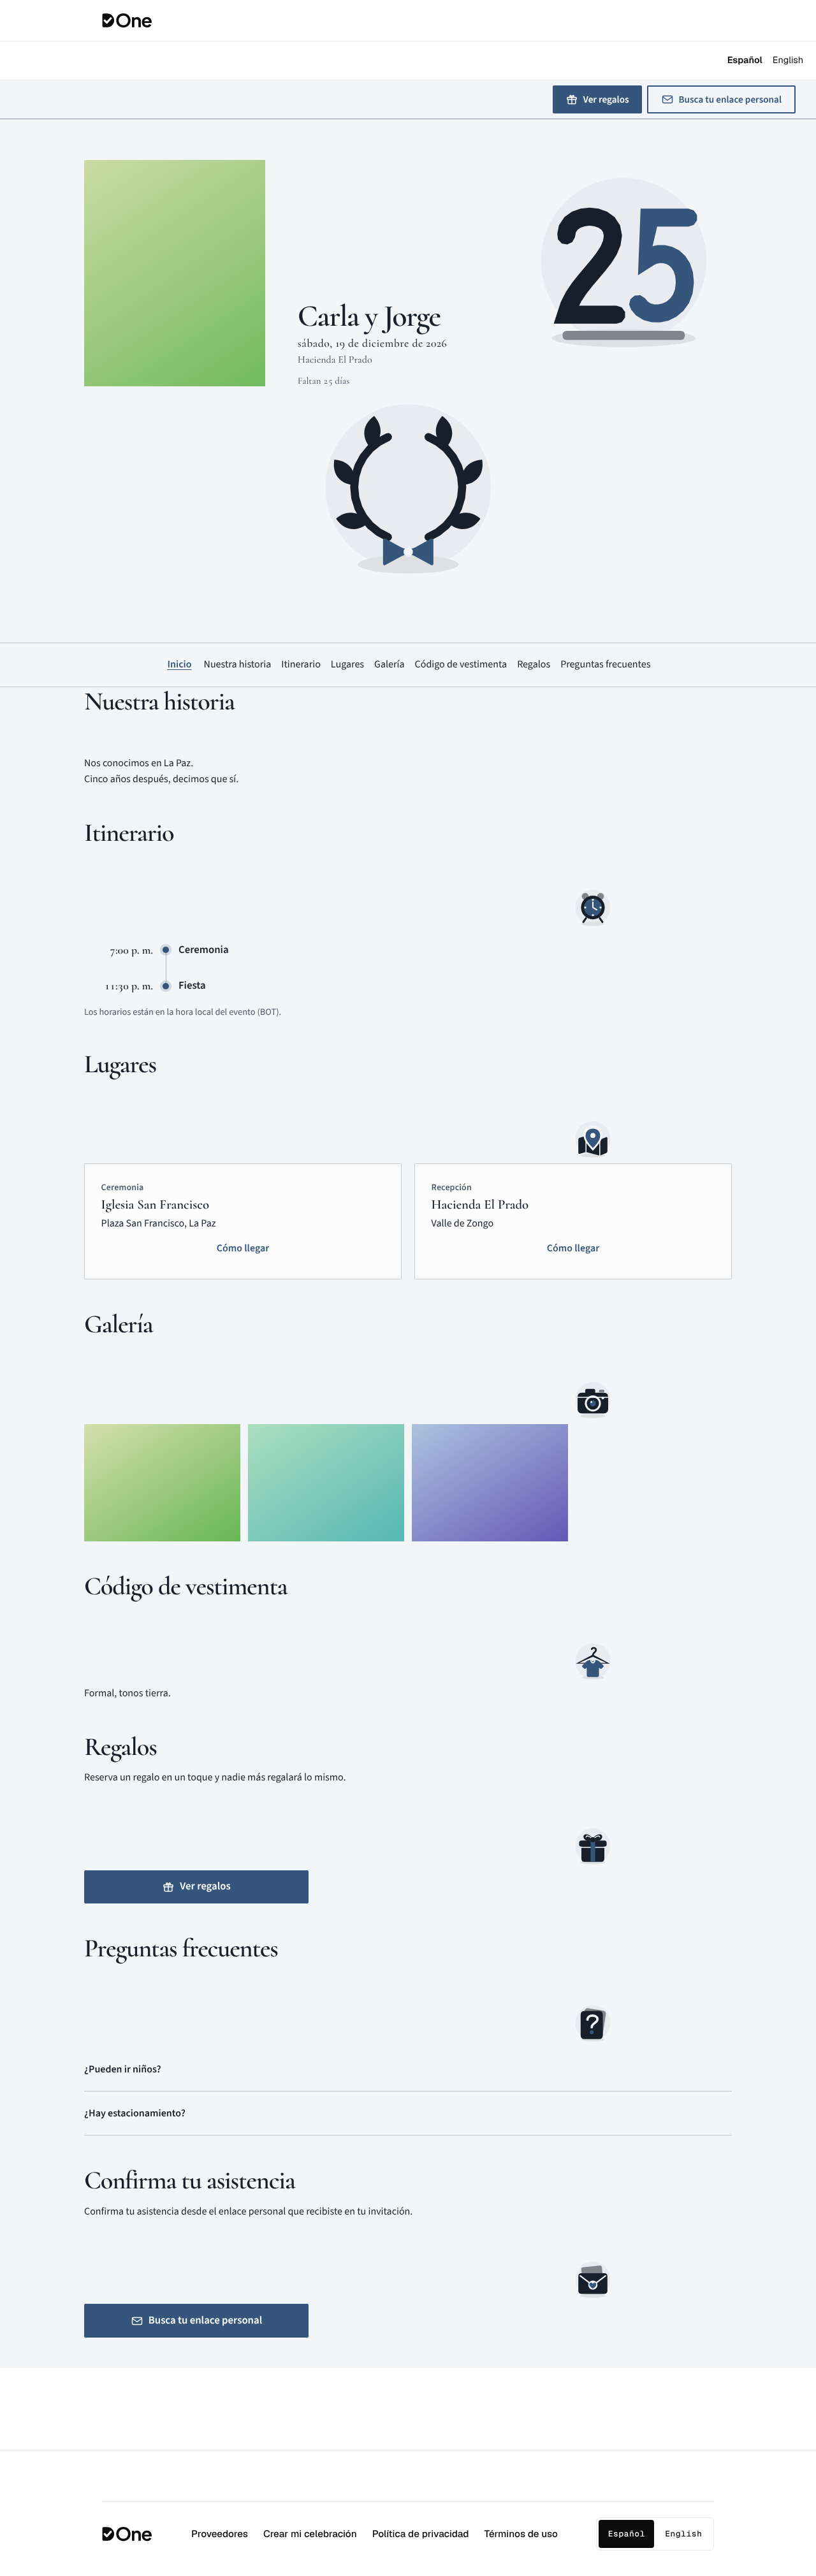 One
Español English
Ver regalos Busca tu enlace personal
25
Carla y Jorge
sábado, 19 de diciembre de 2026
Hacienda El Prado
Faltan 25 días
Inicio Nuestra historia Itinerario Lugares Galería Código de vestimenta Regalos Preguntas frecuentes
Nuestra historia
Nos conocimos en La Paz.
Cinco años después, decimos que sí.
Itinerario
7:00 p. m. Ceremonia
11:30 p. m. Fiesta
Los horarios están en la hora local del evento (BOT).
Lugares
Ceremonia
Iglesia San Francisco
Plaza San Francisco, La Paz
Cómo llegar
Recepción
Hacienda El Prado
Valle de Zongo
Cómo llegar
Galería
Código de vestimenta
Formal, tonos tierra.
Regalos
Reserva un regalo en un toque y nadie más regalará lo mismo.
Ver regalos
Preguntas frecuentes
?
¿Pueden ir niños?
¿Hay estacionamiento?
Confirma tu asistencia
Confirma tu asistencia desde el enlace personal que recibiste en tu invitación.
Busca tu enlace personal
One Proveedores Crear mi celebración Política de privacidad Términos de uso Español English